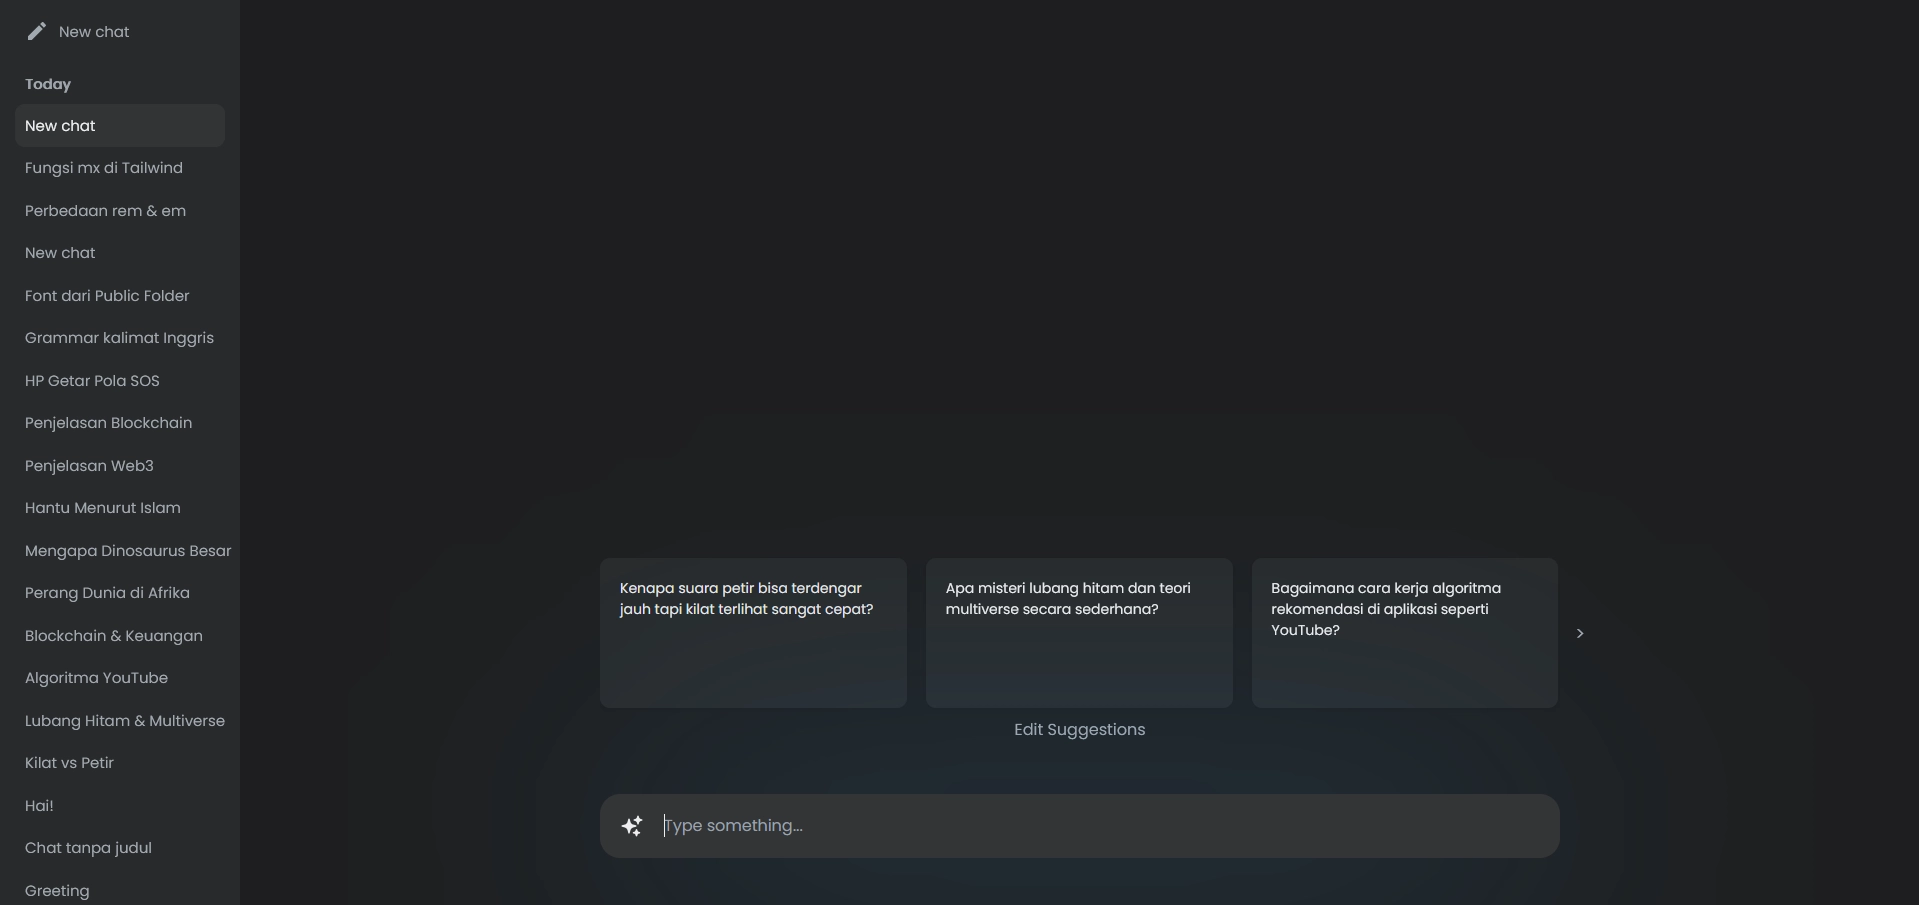 New chat
Today
New chat
Fungsi mx di Tailwind
Perbedaan rem & em
New chat
Font dari Public Folder
Grammar kalimat Inggris
HP Getar Pola SOS
Penjelasan Blockchain
Penjelasan Web3
Hantu Menurut Islam
Mengapa Dinosaurus Besar
Perang Dunia di Afrika
Blockchain & Keuangan
Algoritma YouTube
Lubang Hitam & Multiverse
Kilat vs Petir
Hai!
Chat tanpa judul
Greeting
Kenapa suara petir bisa terdengar
jauh tapi kilat terlihat sangat cepat?
Apa misteri lubang hitam dan teori
multiverse secara sederhana?
Bagaimana cara kerja algoritma
rekomendasi di aplikasi seperti
YouTube?
Edit Suggestions
Type something...